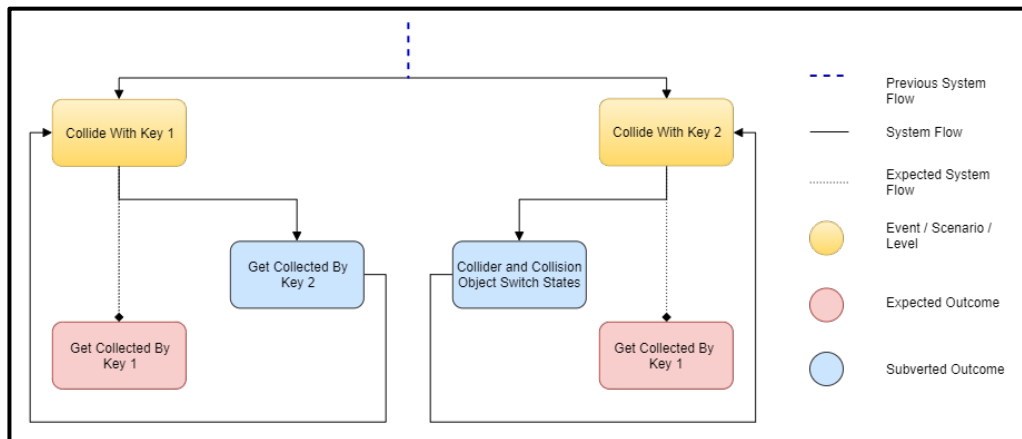 Collide With Key 1
Collide With Key 2
Get Collected By
Key 2
Collider and Collision
Object Switch States
Get Collected By
Key 1
Get Collected By
Key 1
Previous System
Flow
System Flow
Expected System
Flow
Event / Scenario /
Level
Expected Outcome
Subverted Outcome